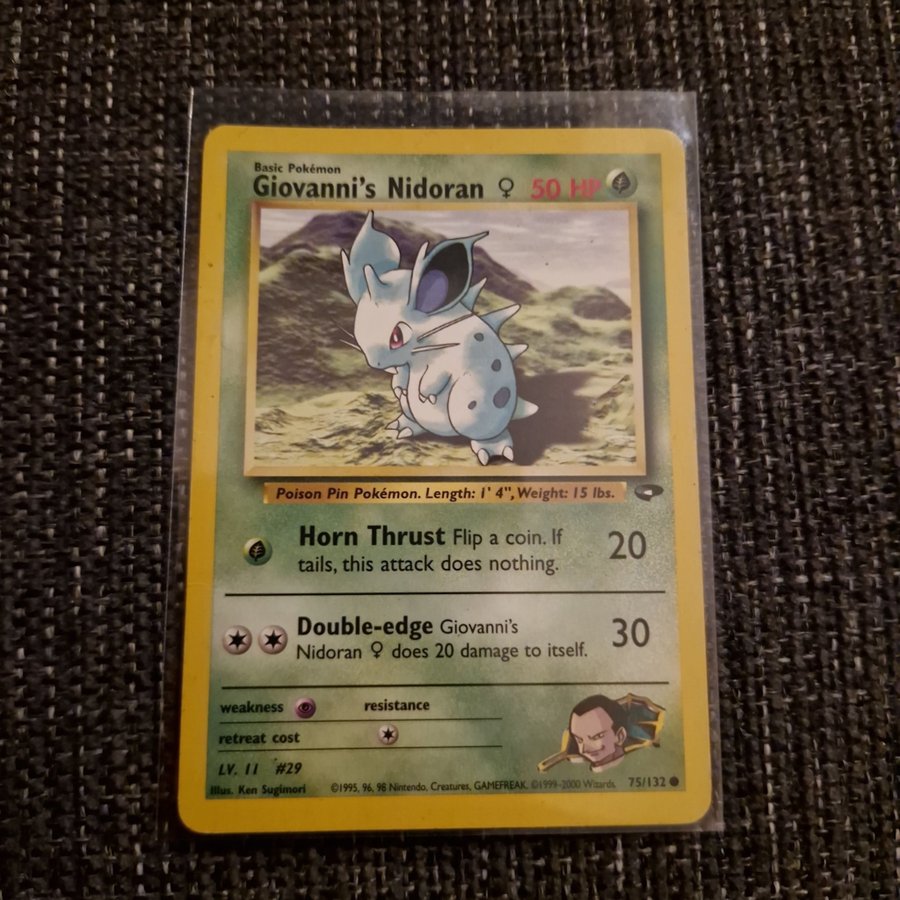 Basic Pokémon
Giovanni's Nidoran ♀ 50 HP
Poison Pin Pokémon. Length: 1' 4", Weight: 15 lbs.
Horn Thrust Flip a coin. If
tails, this attack does nothing.
20
Double-edge Giovanni's
Nidoran ♀ does 20 damage to itself.
30
weakness resistance
retreat cost
LV. 11 #29
Illus. Ken Sugimori ©1995, 96, 98 Nintendo, Creatures, GAMEFREAK. ©1999-2000 Wizards. 75/132